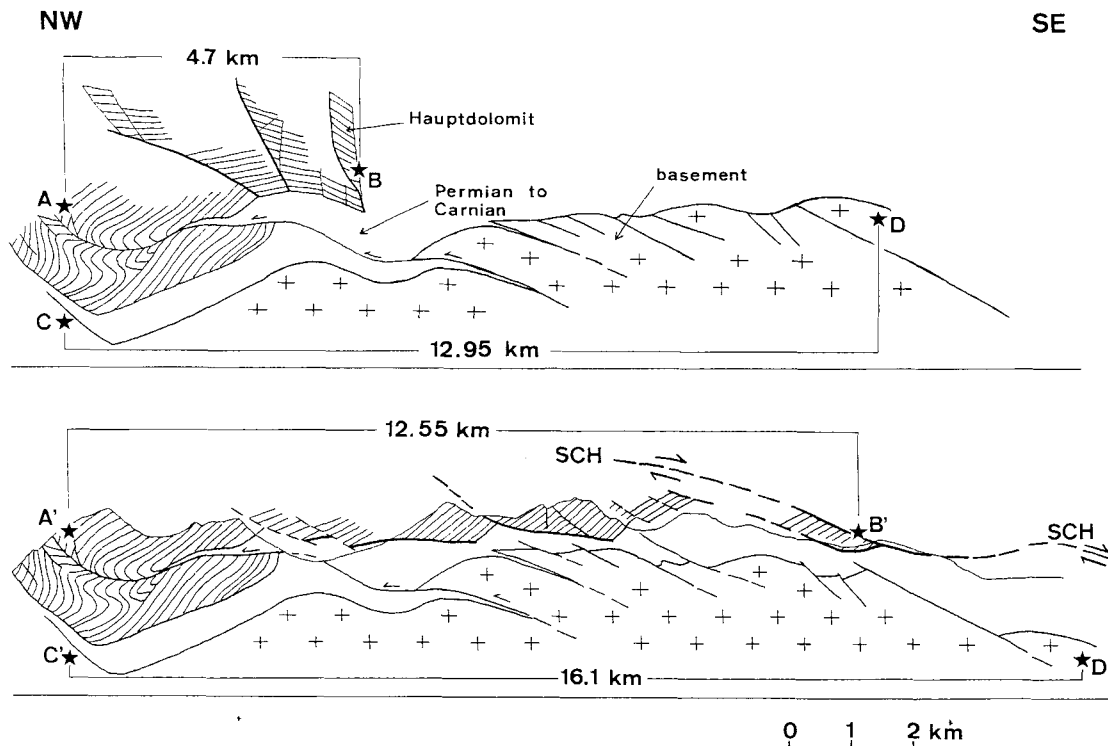 NW
SE
4.7 km
Hauptdolomit
B
A
Permian to
Carnian
basement
D
C
12.95 km
12.55 km
SCH
A'
B'
SCH
C'
D
16.1 km
0 1 2 km